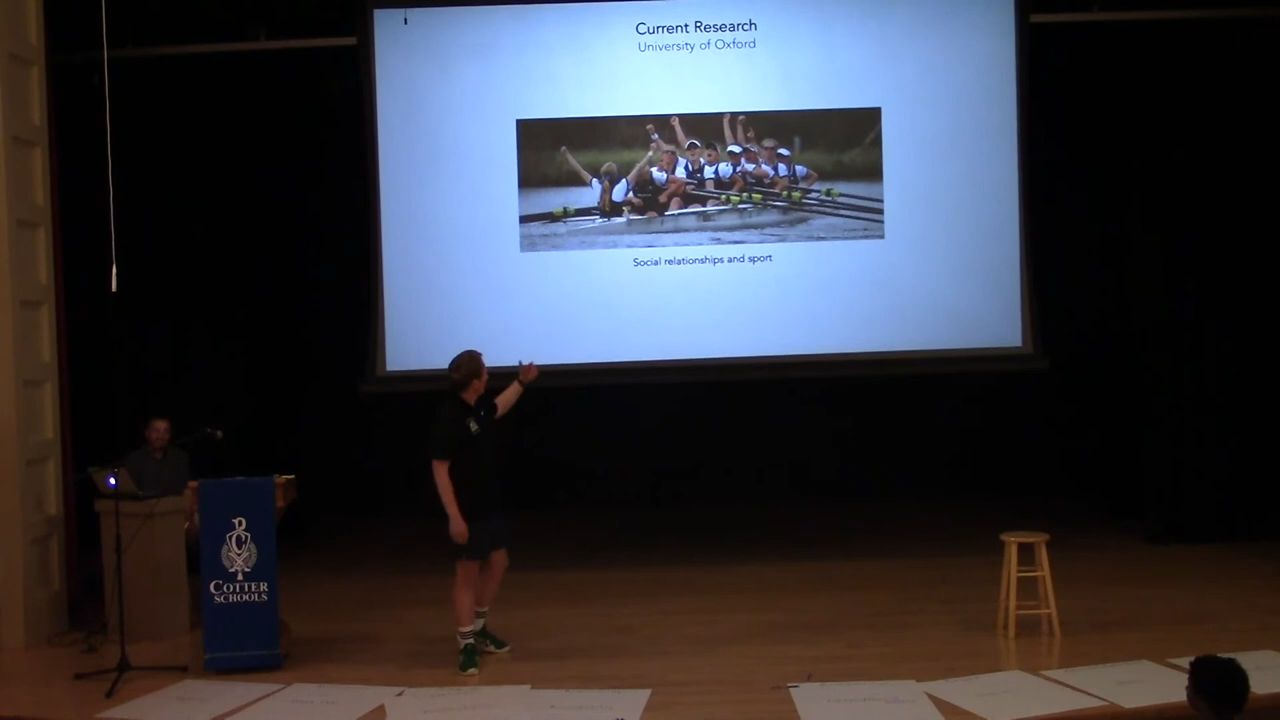 Current Research
University of Oxford
Social relationships and sport
COTTER
SCHOOLS